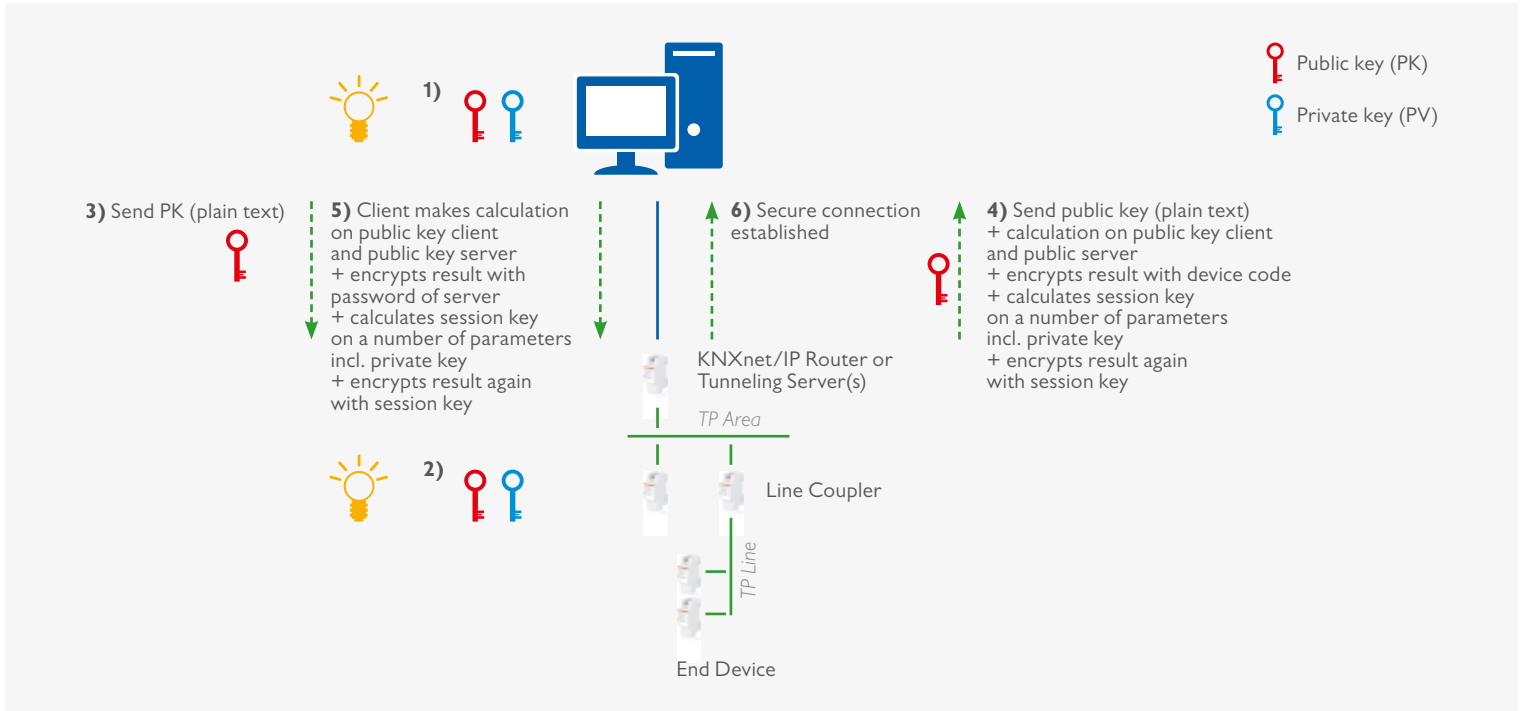 Public key (PK)
Private key (PV)
1)
3) Send PK (plain text)
5) Client makes calculation
on public key client
and public key server
+ encrypts result with
password of server
+ calculates session key
on a number of parameters
incl. private key
+ encrypts result again
with session key
6) Secure connection
established
4) Send public key (plain text)
+ calculation on public key client
and public server
+ encrypts result with device code
+ calculates session key
on a number of parameters
incl. private key
+ encrypts result again
with session key
KNXnet/IP Router or
Tunneling Server(s)
TP Area
2)
Line Coupler
TP Line
End Device